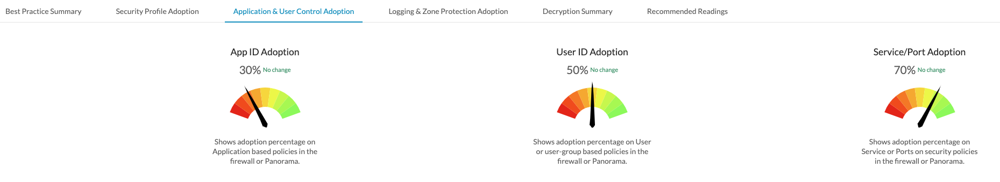 Best Practice Summary
Security Profile Adoption
Application & User Control Adoption
Logging & Zone Protection Adoption
Decryption Summary
Recommended Readings
App ID Adoption
30% No change
Shows adoption percentage on
Application based policies in the
firewall or Panorama.
User ID Adoption
50% No change
Shows adoption percentage on User
or user-group based policies in the
firewall or Panorama.
Service/Port Adoption
70% No change
Shows adoption percentage on
Service or Ports on security policies
in the firewall or Panorama.